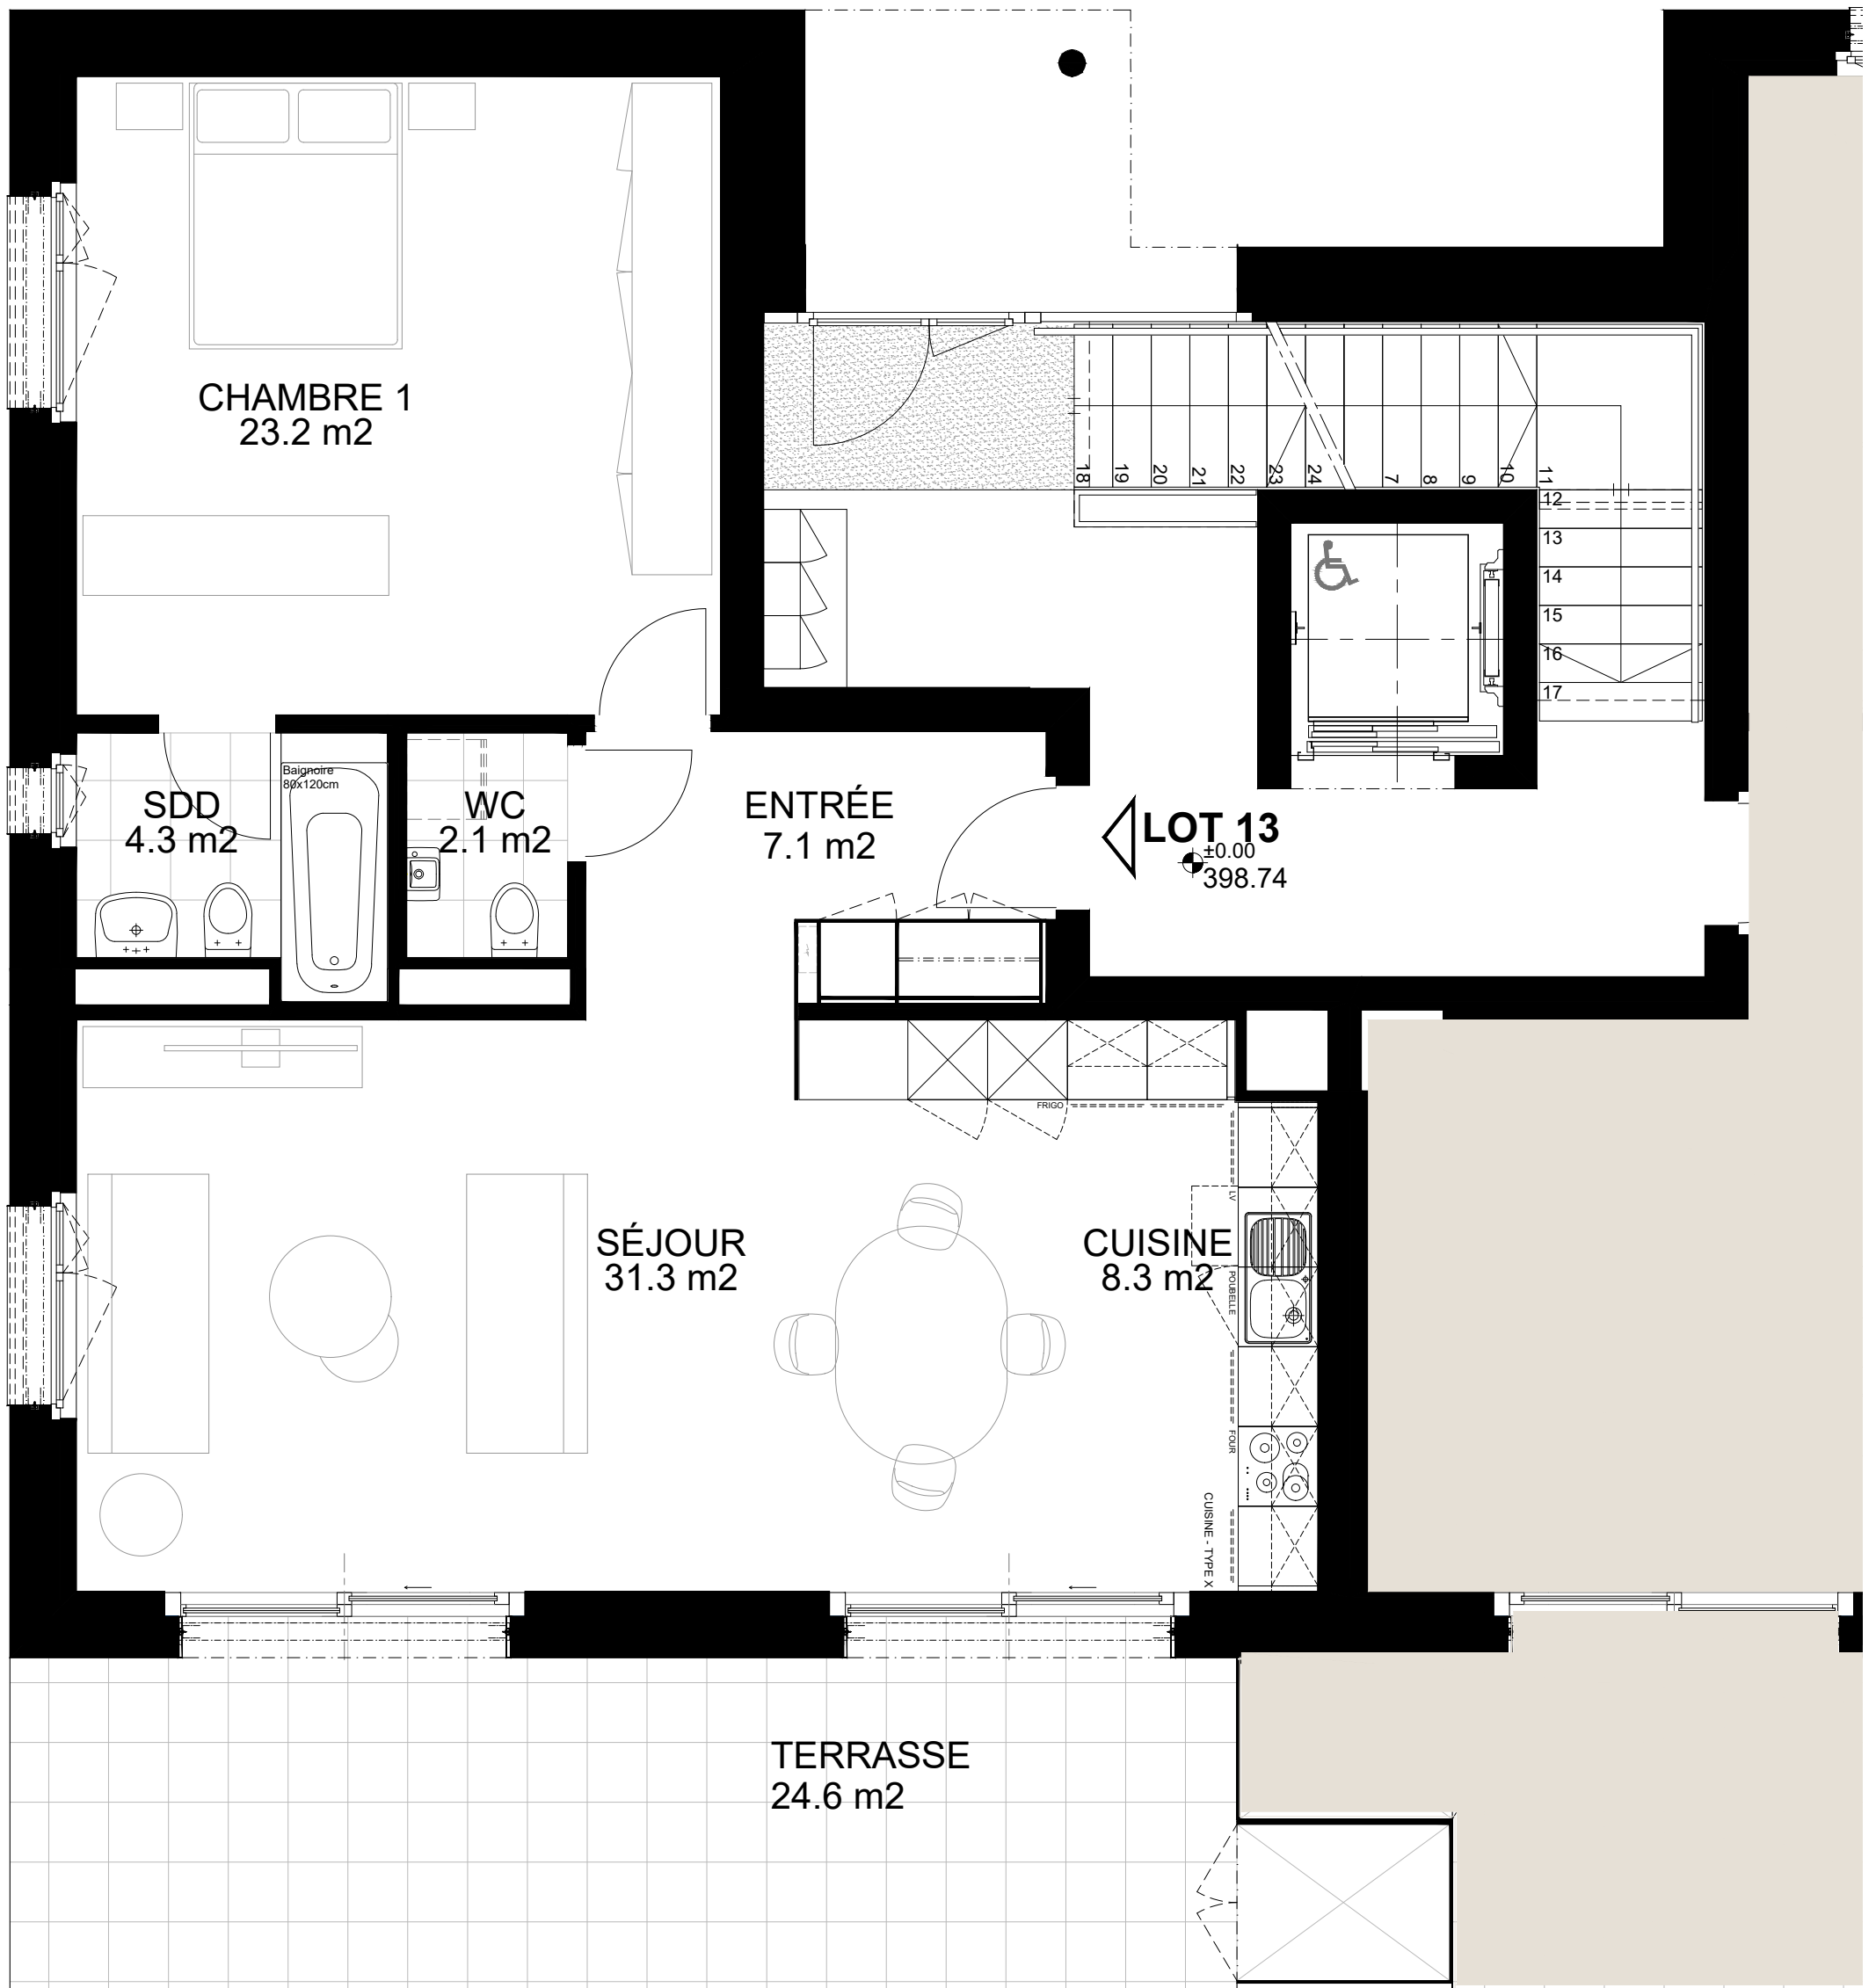 CHAMBRE 1
23.2 m2
18
19
20
21
22
23
24
7
8
9
10
11
12
13
14
15
16
17
Baignoire
80x120cm
SDD
4.3 m2
WC
2.1 m2
ENTRÉE
7.1 m2
LOT 13
±0.00
398.74
FRIGO
LV
SÉJOUR
31.3 m2
CUISINE
8.3 m2
POUBELLE
FOUR
CUISINE - TYPE X
TERRASSE
24.6 m2